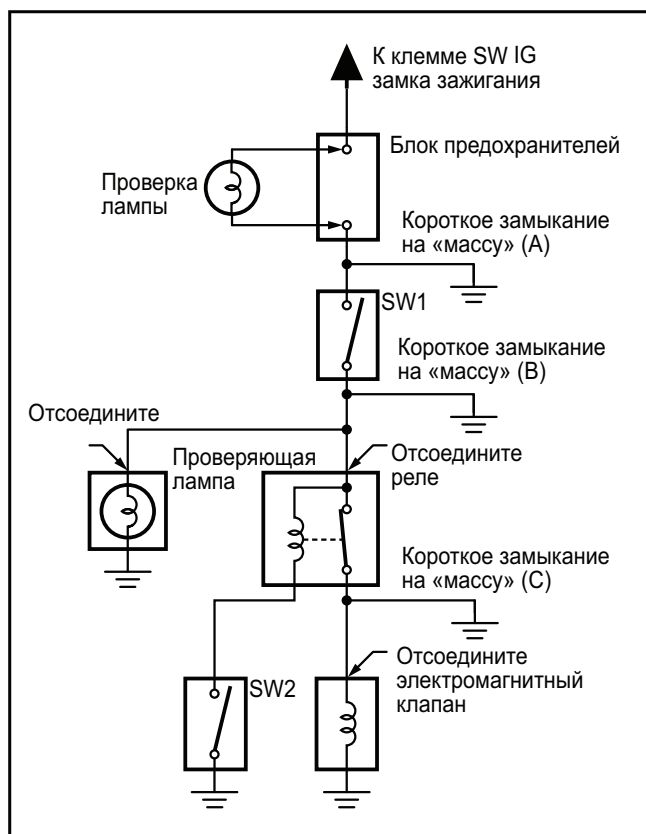 К клемме SW IG
замка зажигания
Блок предохранителей
Проверка
лампы
Короткое замыкание
на «массу» (A)
SW1
Короткое замыкание
на «массу» (B)
Отсоедините
Проверяющая
лампа
Отсоедините
реле
Короткое замыкание
на «массу» (C)
SW2
Отсоедините
электромагнитный
клапан